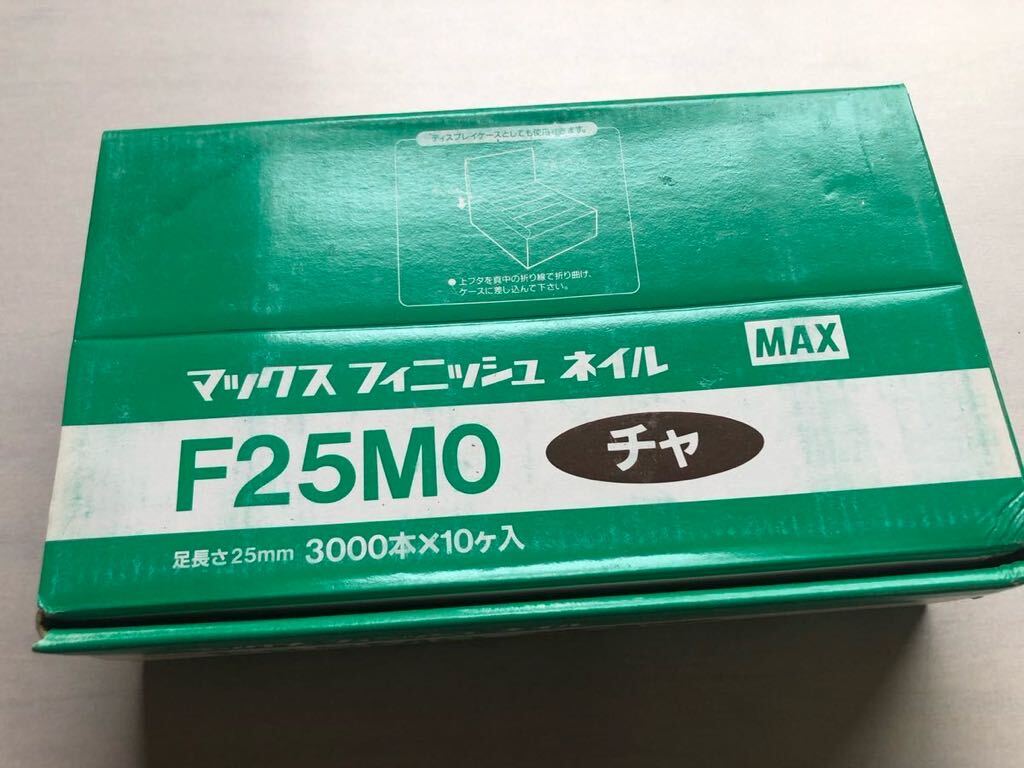 ディスプレイケースとしても使用できます。
●上フタを真中の折り線で折り曲げ、
ケースに差し込んで下さい。
マックス フィニッシュ ネイル
MAX
F25M0
チャ
足長さ25mm 3000本×10ヶ入